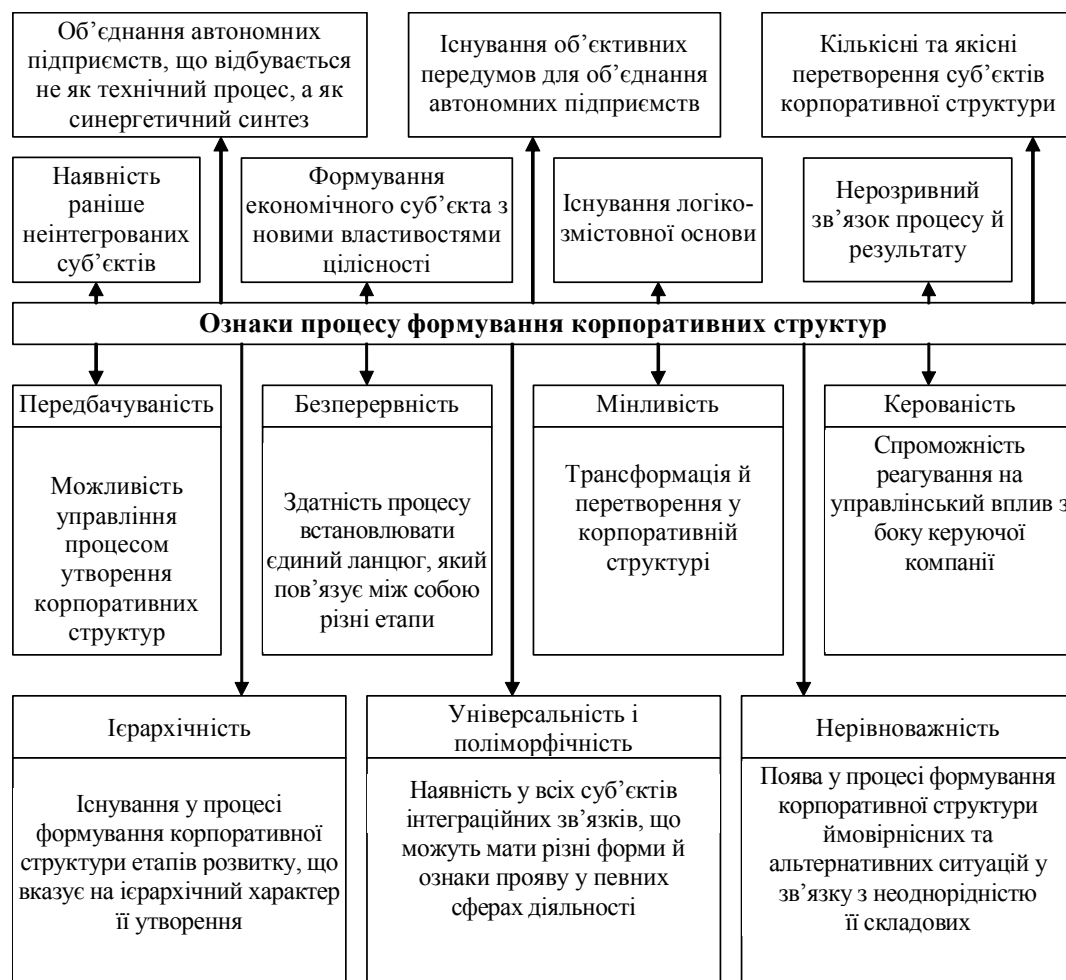 Об’єднання автономних
підприємств, що відбувається
не як технічний процес, а як
синергетичний синтез
Існування об’єктивних
передумов для об’єднання
автономних підприємств
Кількісні та якісні
перетворення суб’єктів
корпоративної структури
Наявність
раніше
неінтегрованих
суб’єктів
Формування
економічного суб’єкта з
новими властивостями
цілісності
Існування логіко-
змістовної основи
Нерозривний
зв’язок процесу й
результату
Ознаки процесу формування корпоративних структур
Передбачуваність
Можливість
управління
процесом
утворення
корпоративних
структур
Безперервність
Здатність процесу
встановлювати
єдиний ланцюг, який
пов’язує між собою
різні етапи
Мінливість
Трансформація й
перетворення у
корпоративній
структурі
Керованість
Спроможність
реагування на
управлінський вплив з
боку керуючої
компанії
Ієрархічність
Існування у процесі
формування корпоративної
структури етапів розвитку, що
вказує на ієрархічний характер
її утворення
Універсальність і
поліморфічність
Наявність у всіх суб’єктів
інтеграційних зв’язків, що
можуть мати різні форми й
ознаки прояву у певних
сферах діяльності
Нерівноважність
Поява у процесі формування
корпоративної структури
ймовірнісних та
альтернативних ситуацій у
зв’язку з неоднорідністю
її складових